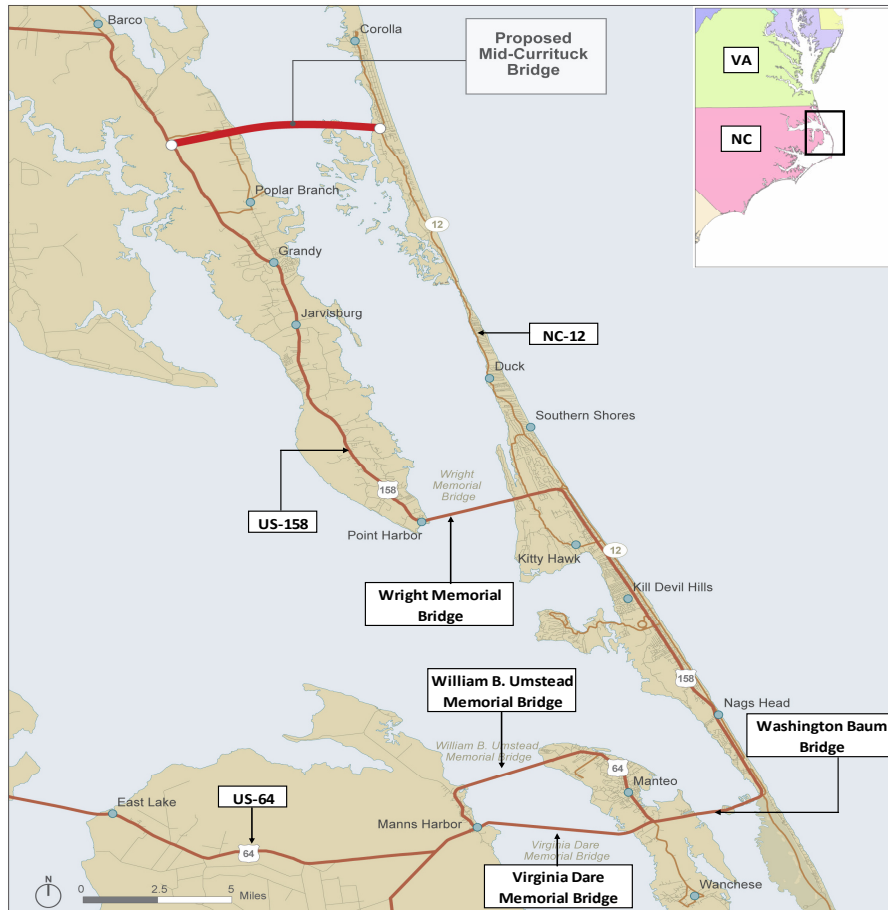 Barco
Corolla
Proposed
Mid-Currituck
Bridge
VA
NC
Poplar Branch
12
Grandy
Jarvisburg
NC-12
Duck
Southern Shores
Wright
Memorial
Bridge
158
US-158
Point Harbor
12
Kitty Hawk
Wright Memorial
Bridge
Kill Devil Hills
William B. Umstead
Memorial Bridge
158
Nags Head
Washington Baum
Bridge
William B. Umstead
Memorial Bridge
64
US-64
Manteo
East Lake
Manns Harbor
64
Virginia Dare
Memorial Bridge
Virginia Dare
Memorial Bridge
Wanchese
N
0 2.5 5
Miles